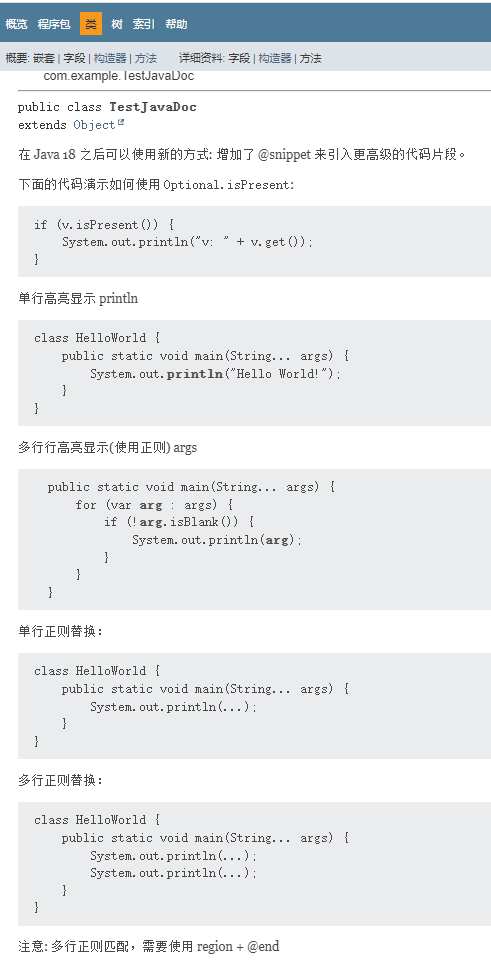 概览 程序包 类 树 索引 帮助
概要: 嵌套 | 字段 | 构造器 | 方法 详细资料: 字段 | 构造器 | 方法
com.example.TestJavaDoc
public class TestJavaDoc
extends Object
在 Java 18 之后可以使用新的方式: 增加了 @snippet 来引入更高级的代码片段。
下面的代码演示如何使用 Optional.isPresent:
if (v.isPresent()) {
    System.out.println("v: " + v.get());
}
单行高亮显示 println
class HelloWorld {
    public static void main(String... args) {
        System.out.println("Hello World!");
    }
}
多行行高亮显示(使用正则) args
  public static void main(String... args) {
      for (var arg : args) {
          if (!arg.isBlank()) {
              System.out.println(arg);
          }
      }
  }
单行正则替换:
class HelloWorld {
    public static void main(String... args) {
        System.out.println(...);
    }
}
多行正则替换:
class HelloWorld {
    public static void main(String... args) {
        System.out.println(...);
        System.out.println(...);
    }
}
注意: 多行正则匹配，需要使用 region + @end